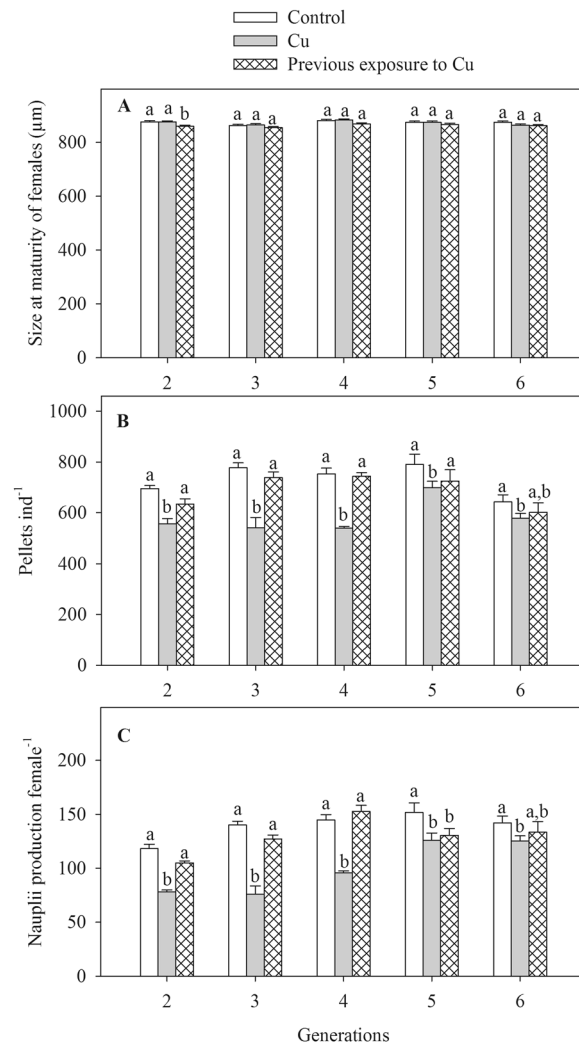 Control
Cu
Previous exposure to Cu
A
a a b a a a a a a a a a a a a
Size at maturity of females (μm)
800
600
400
200
0
2 3 4 5 6
B
a b a a b a a b a a b a a b a,b
Pellets ind⁻¹
1000
800
600
400
200
0
2 3 4 5 6
C
a b a a b a a b a a b b a b a,b
Nauplii production female⁻¹
200
150
100
50
0
2 3 4 5 6
Generations